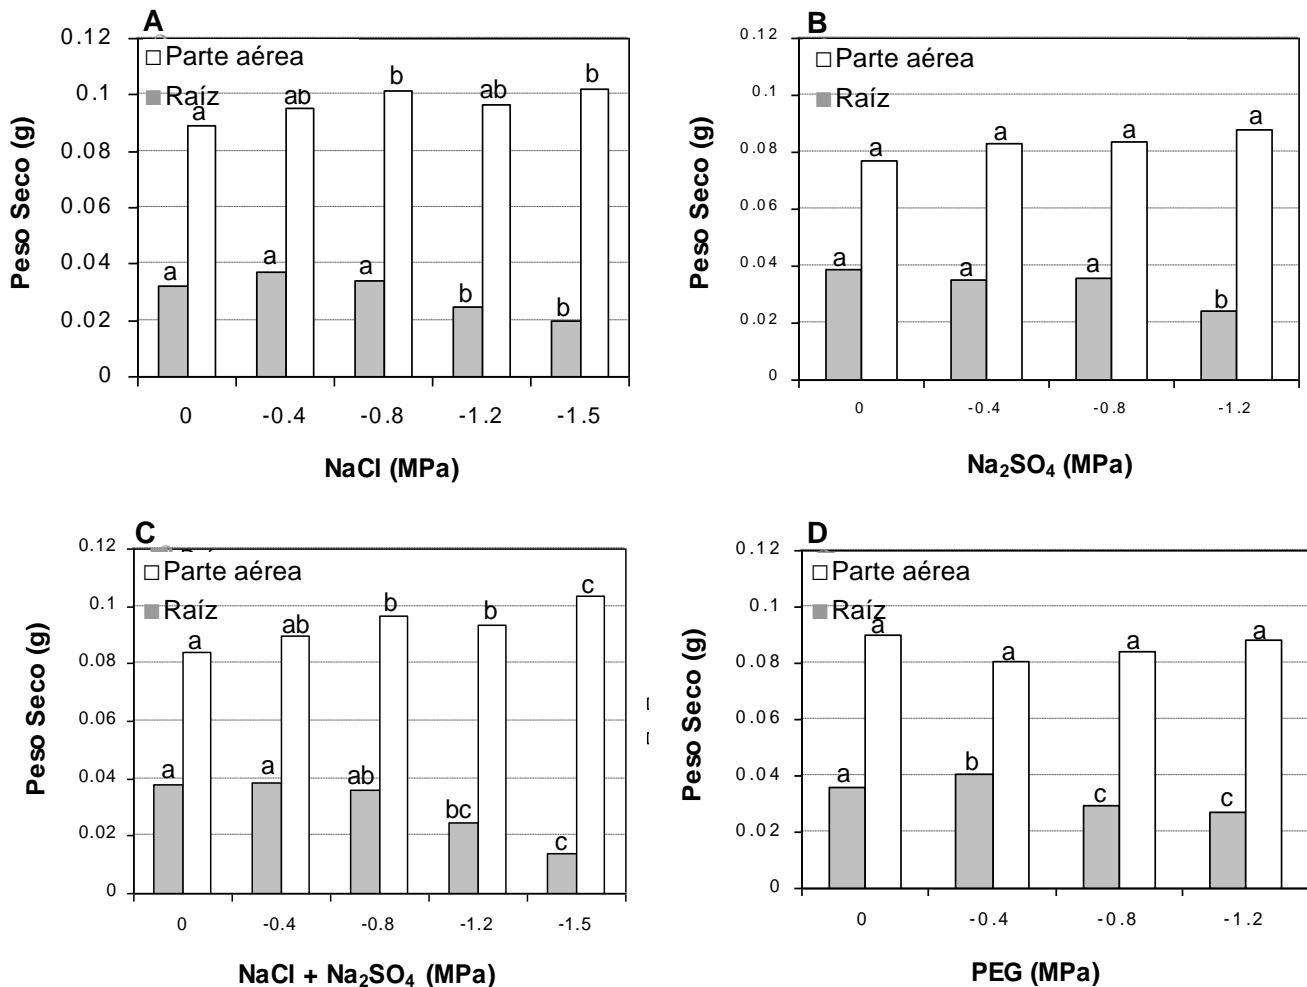 A
0.12
0.1
0.08
0.06
0.04
0.02
0
Peso Seco (g)
Parte aérea
Raíz
a ab b ab b
a a a b b
0 -0.4 -0.8 -1.2 -1.5
NaCl (MPa)
B
0.12
0.1
0.08
0.06
0.04
0.02
0
Peso Seco (g)
Parte aérea
Raíz
a a a a
a a a b
0 -0.4 -0.8 -1.2
Na₂SO₄ (MPa)
C
0.12
0.1
0.08
0.06
0.04
0.02
0
Peso Seco (g)
Parte aérea
Raíz
a ab b b c
a a ab bc c
0 -0.4 -0.8 -1.2 -1.5
NaCl + Na₂SO₄ (MPa)
D
0.12
0.1
0.08
0.06
0.04
0.02
0
Peso Seco (g)
Parte aérea
Raíz
a a a a
a b c c
0 -0.4 -0.8 -1.2
PEG (MPa)